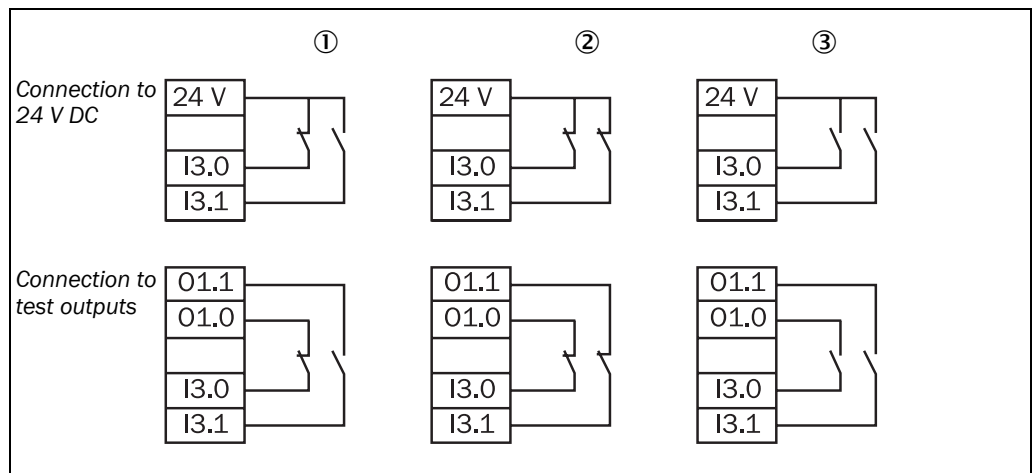 ① ② ③
Connection to
24 V DC
24 V 24 V 24 V
I3.0 I3.0 I3.0
I3.1 I3.1 I3.1
Connection to
test outputs
O1.1 O1.1 O1.1
O1.0 O1.0 O1.0
I3.0 I3.0 I3.0
I3.1 I3.1 I3.1